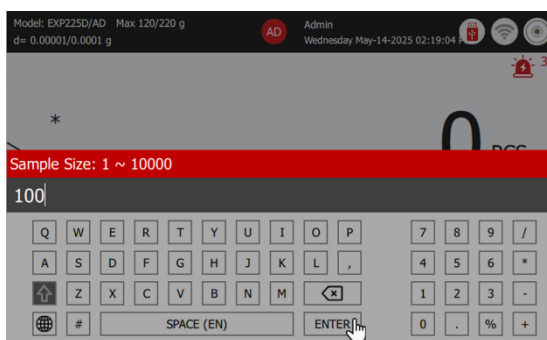 Model: EXP225D/AD Max 120/220 g
d= 0.00001/0.0001 g
AD
Admin
Wednesday May-14-2025 02:19:04
3
*
0
Sample Size: 1 ~ 10000
100
Q W E R T Y U I O P 7 8 9 /
A S D F G H J K L , 4 5 6 *
Z X C V B N M 1 2 3 -
# SPACE (EN) ENTER 0 . % +